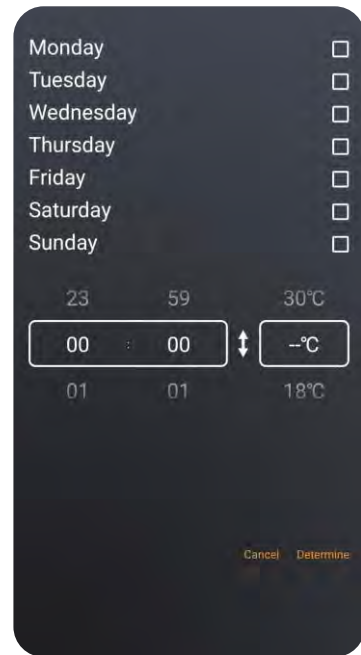 Monday
Tuesday
Wednesday
Thursday
Friday
Saturday
Sunday
23 59 30°C
00 : 00 --°C
01 01 18°C
Cancel Determine